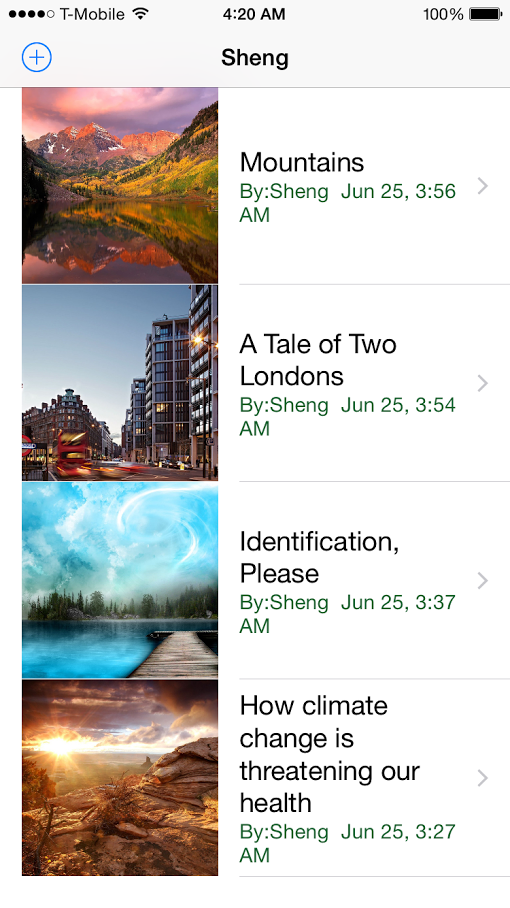 T-Mobile 4:20 AM 100%
Sheng
Mountains
By:Sheng Jun 25, 3:56
AM
A Tale of Two
Londons
By:Sheng Jun 25, 3:54
AM
Identification,
Please
By:Sheng Jun 25, 3:37
AM
How climate
change is
threatening our
health
By:Sheng Jun 25, 3:27
AM